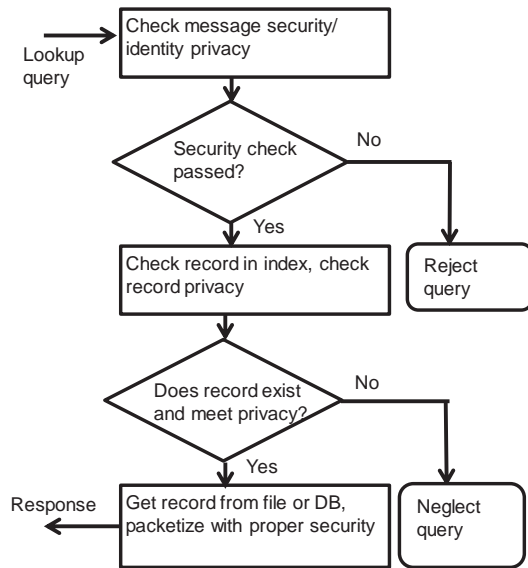 Check message security/
identity privacy
Lookup
query
Security check
passed?
No
Yes
Check record in index, check
record privacy
Reject
query
Does record exist
and meet privacy?
No
Yes
Response
Get record from file or DB,
packetize with proper security
Neglect
query